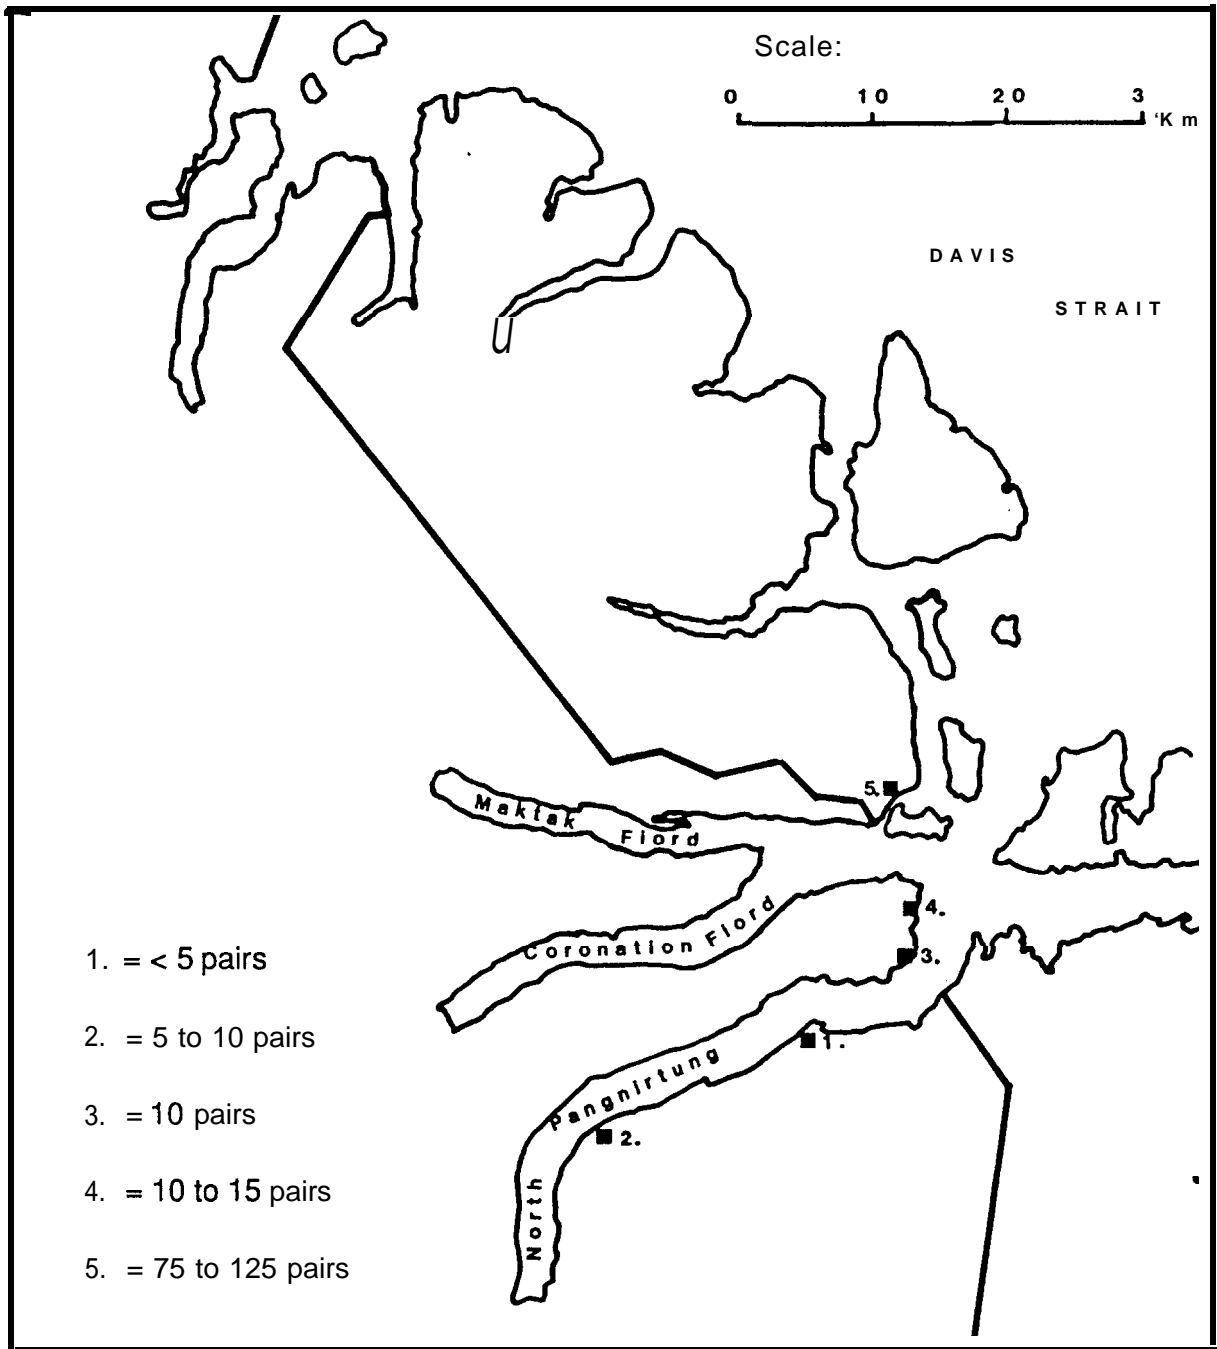 Scale:
0 10 20 3
'K m
DAVIS
STRAIT
U
5.
Maktak Fiord
4.
Coronation Fiord
3.
1. = < 5 pairs
1.
2. = 5 to 10 pairs
North Pangnirtung
3. = 10 pairs
2.
4. = 10 to 15 pairs
5. = 75 to 125 pairs